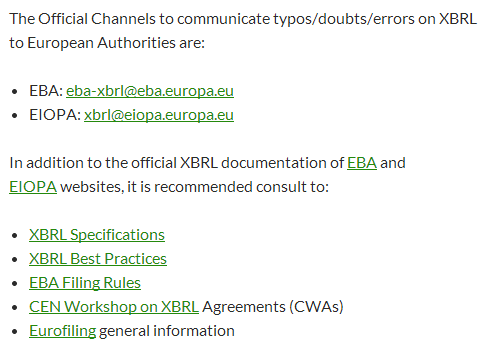 The Official Channels to communicate typos/doubts/errors on XBRL
to European Authorities are:
• EBA: eba-xbrl@eba.europa.eu
• EIOPA: xbrl@eiopa.europa.eu
In addition to the official XBRL documentation of EBA and
EIOPA websites, it is recommended consult to:
• XBRL Specifications
• XBRL Best Practices
• EBA Filing Rules
• CEN Workshop on XBRL Agreements (CWAs)
• Eurofiling general information